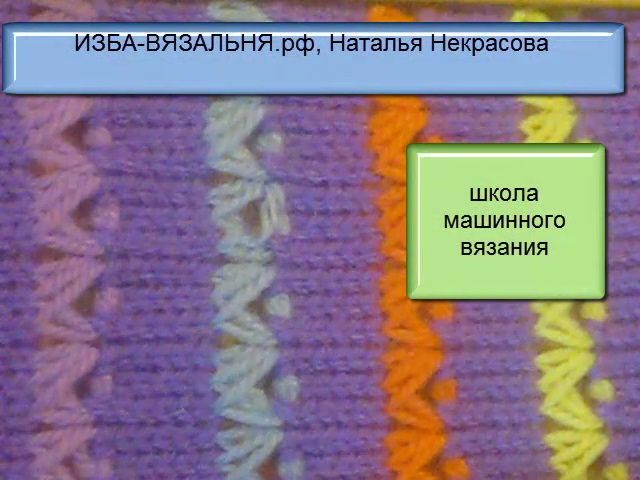 ИЗБА-ВЯЗАЛЬНЯ.рф, Наталья Некрасова
школа
машинного
вязания